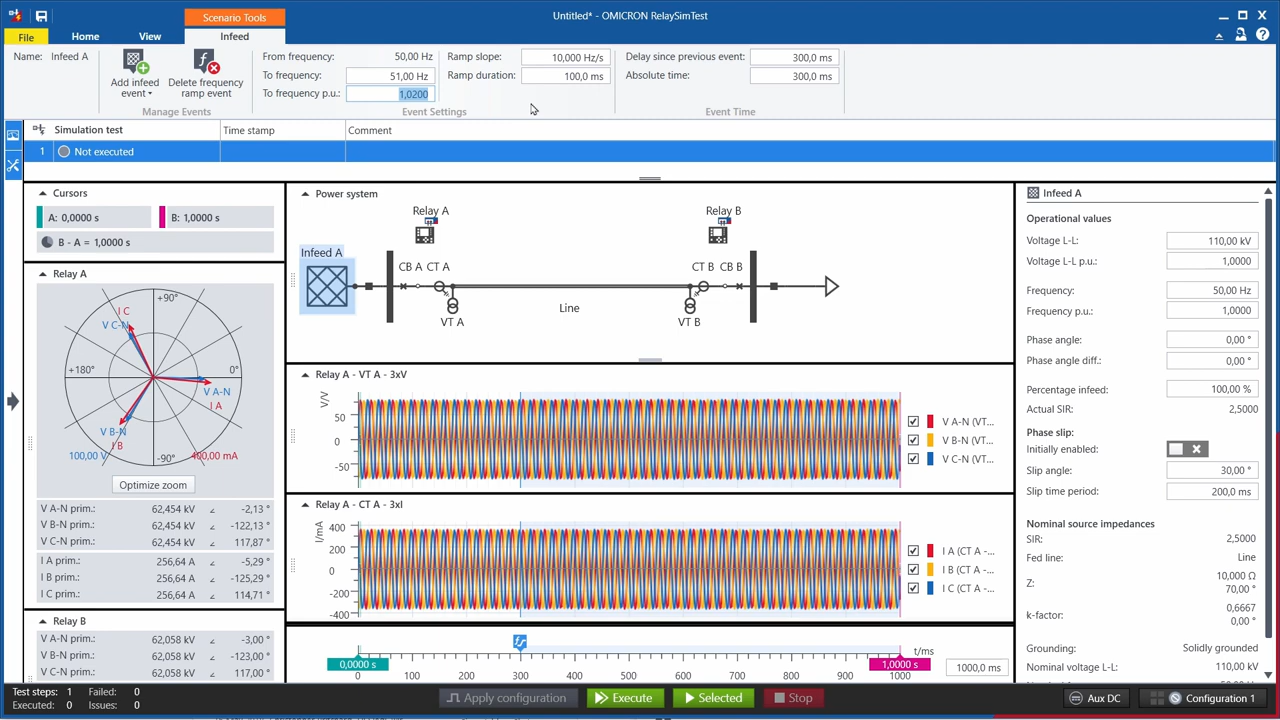 Scenario Tools
Untitled* - OMICRON RelaySimTest
File
Home
View
Infeed
Name: Infeed A
Add infeed event
Delete frequency ramp event
Manage Events
From frequency: 50,00 Hz
To frequency: 51,00 Hz
To frequency p.u.: 1,0200
Ramp slope: 10,000 Hz/s
Ramp duration: 100,0 ms
Event Settings
Delay since previous event: 300,0 ms
Absolute time: 300,0 ms
Event Time
Simulation test
Time stamp
Comment
1 Not executed
Cursors
A: 0,0000 s
B: 1,0000 s
B - A = 1,0000 s
Relay A
+90°
I C
V C-N
+180°
0°
V A-N
I A
V B-N
I B
-90°
100,00 V
400,00 mA
Optimize zoom
V A-N prim.: 62,454 kV ∠ -2,13 °
V B-N prim.: 62,454 kV ∠ -122,13 °
V C-N prim.: 62,454 kV ∠ 117,87 °
I A prim.: 256,64 A ∠ -5,29 °
I B prim.: 256,64 A ∠ -125,29 °
I C prim.: 256,64 A ∠ 114,71 °
Relay B
V A-N prim.: 62,058 kV ∠ -3,00 °
V B-N prim.: 62,058 kV ∠ -123,00 °
V C-N prim.: 62,058 kV ∠ 117,00 °
Power system
Relay A
Relay B
Infeed A
CB A CT A
CT B CB B
VT A
Line
VT B
Relay A - VT A - 3xV
V/V
50
0
-50
V A-N (VT...
V B-N (VT...
V C-N (VT...
Relay A - CT A - 3xI
I/mA
400
200
0
-200
-400
I A (CT A -...
I B (CT A -...
I C (CT A -...
0,0000 s
1,0000 s
t/ms
0 100 200 300 400 500 600 700 800 900 1000
1000,0 ms
Infeed A
Operational values
Voltage L-L: 110,00 kV
Voltage L-L p.u.: 1,0000
Frequency: 50,00 Hz
Frequency p.u.: 1,0000
Phase angle: 0,00 °
Phase angle diff.: 0,00 °
Percentage infeed: 100,00 %
Actual SIR: 2,5000
Phase slip:
Initially enabled:
Slip angle: 30,00 °
Slip time period: 200,0 ms
Nominal source impedances
SIR: 2,5000
Fed line: Line
Z: 10,000 Ω
70,00 °
k-factor: 0,6667
0,00 °
Grounding: Solidly grounded
Nominal voltage L-L: 110,00 kV
Test steps: 1 Failed: 0
Executed: 0 Issues: 0
Apply configuration
Execute
Selected
Stop
Aux DC
Configuration 1